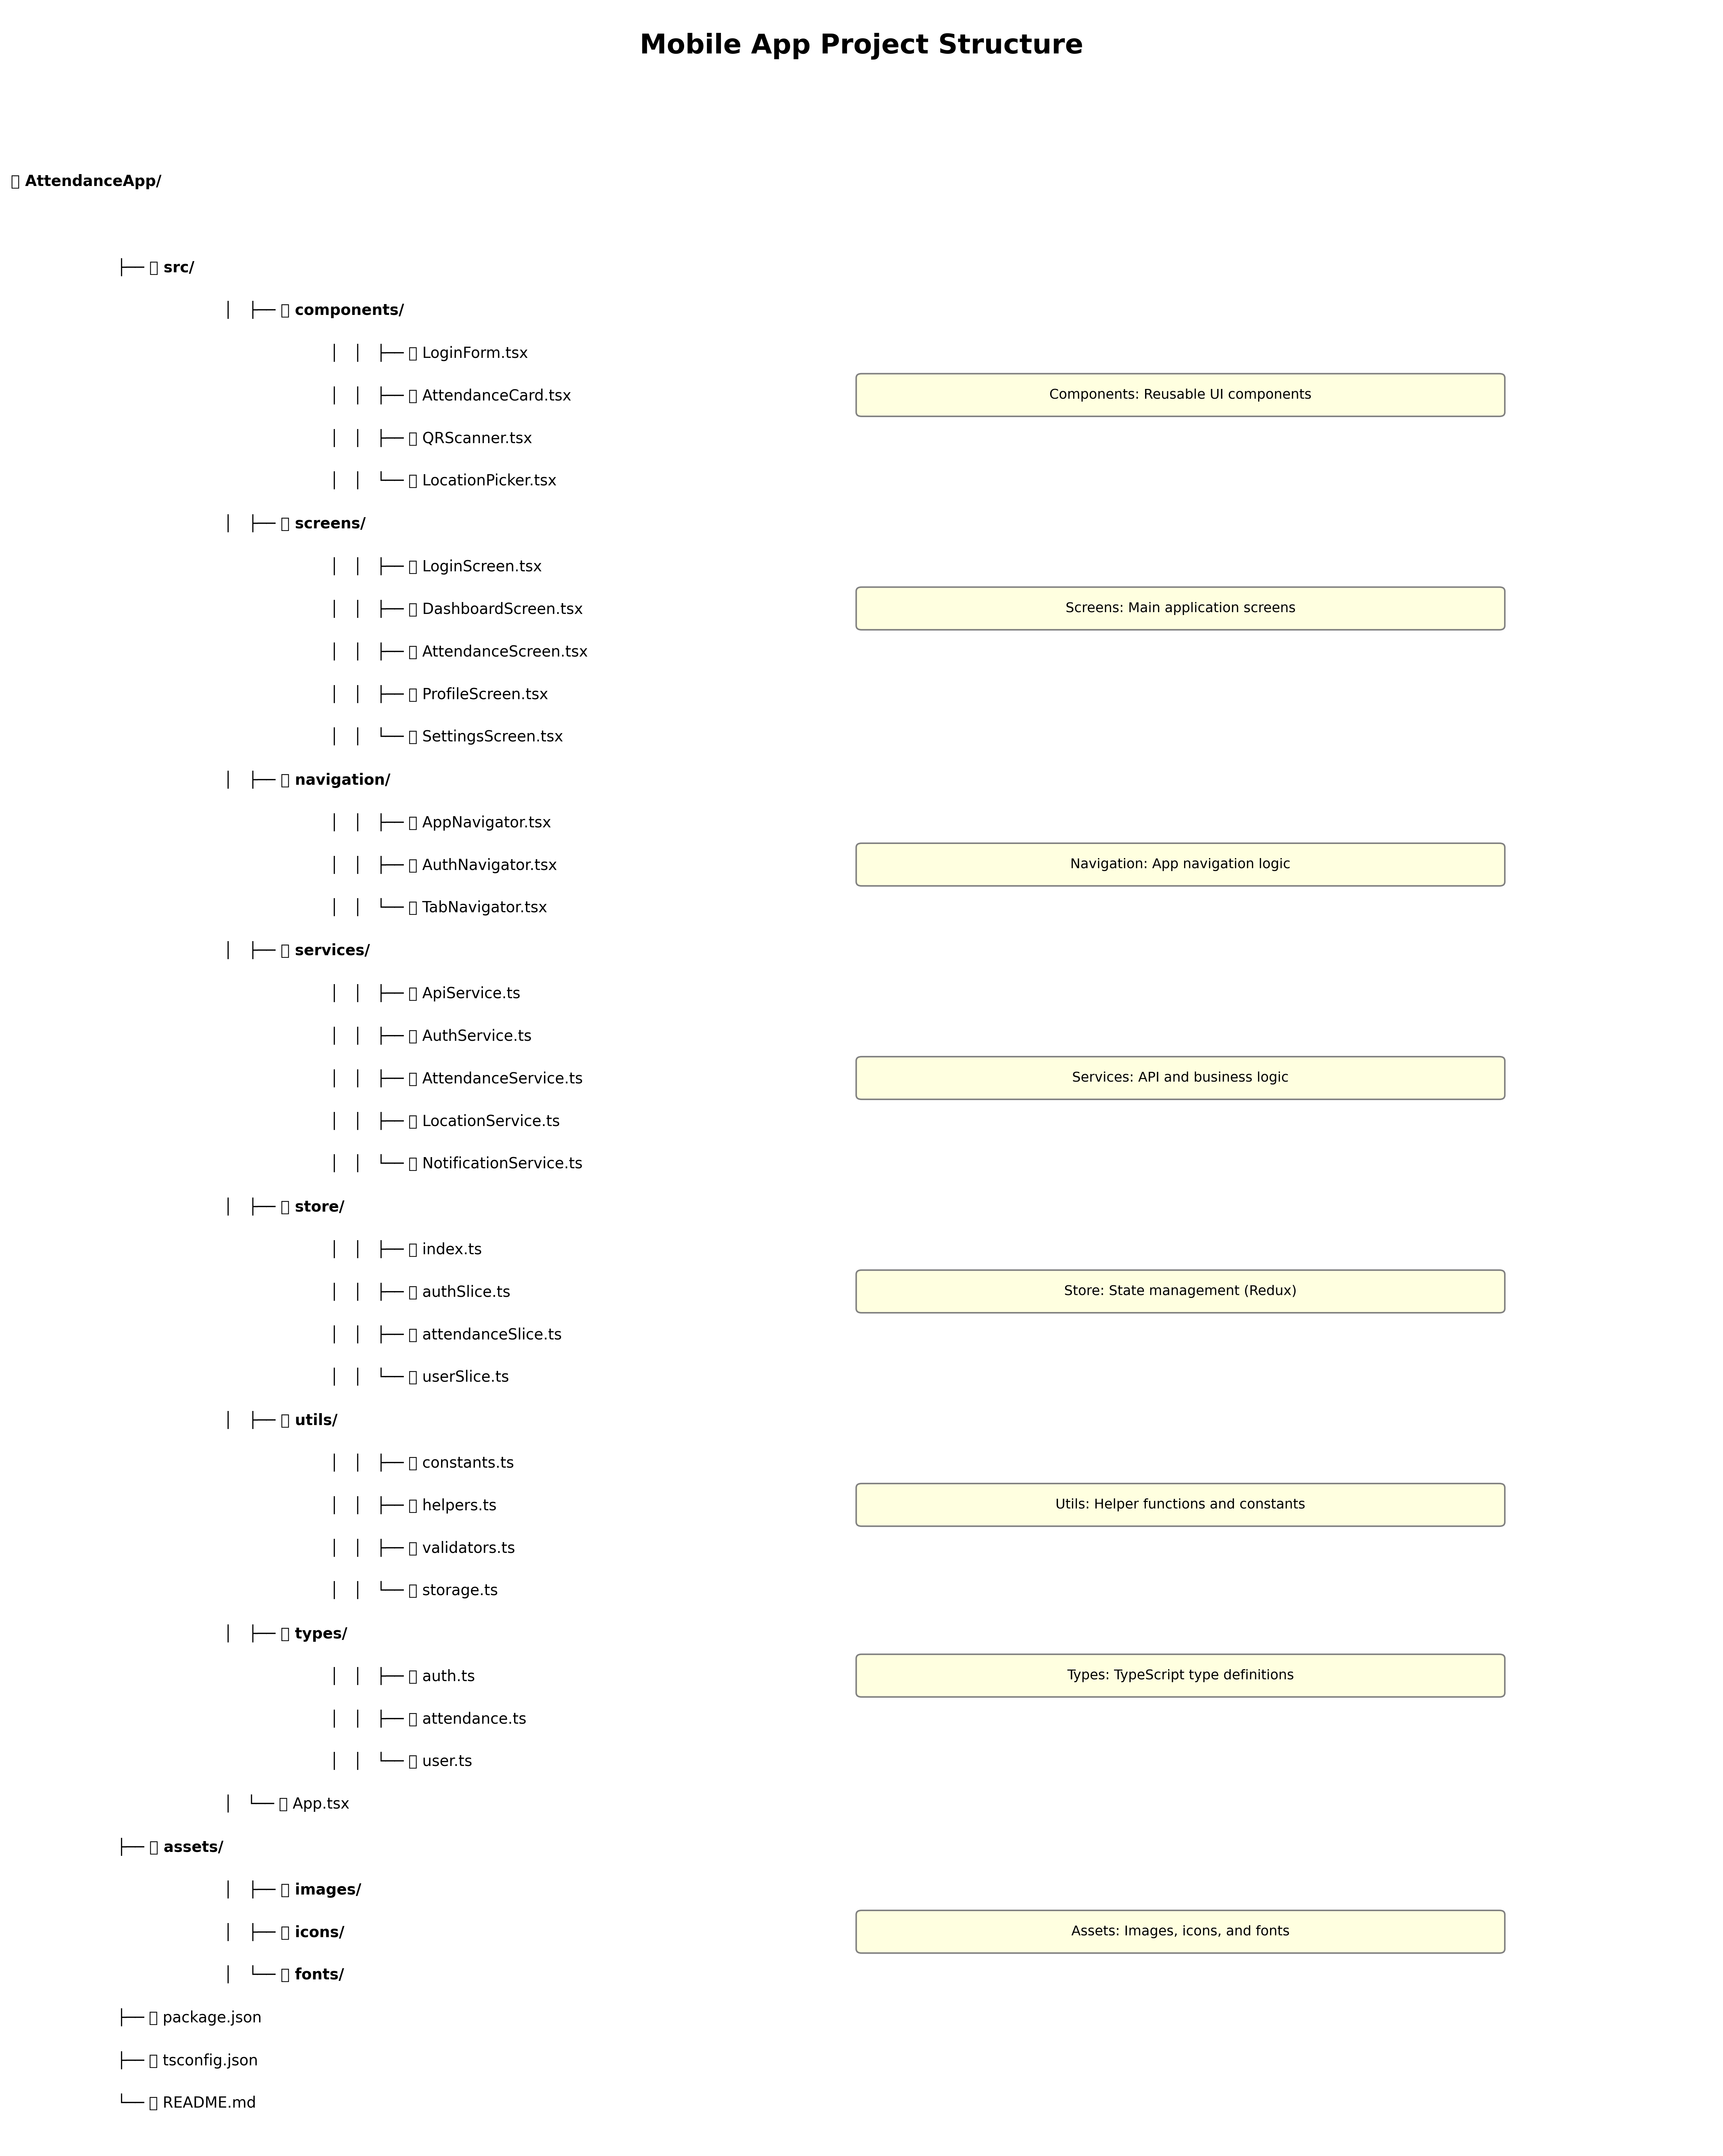 Mobile App Project Structure
AttendanceApp/
├── src/
│ ├── components/
│ │ ├── LoginForm.tsx
│ │ ├── AttendanceCard.tsx
Components: Reusable UI components
│ │ ├── QRScanner.tsx
│ │ └── LocationPicker.tsx
│ ├── screens/
│ │ ├── LoginScreen.tsx
│ │ ├── DashboardScreen.tsx
Screens: Main application screens
│ │ ├── AttendanceScreen.tsx
│ │ ├── ProfileScreen.tsx
│ │ └── SettingsScreen.tsx
│ ├── navigation/
│ │ ├── AppNavigator.tsx
│ │ ├── AuthNavigator.tsx
Navigation: App navigation logic
│ │ └── TabNavigator.tsx
│ ├── services/
│ │ ├── ApiService.ts
│ │ ├── AuthService.ts
│ │ ├── AttendanceService.ts
Services: API and business logic
│ │ ├── LocationService.ts
│ │ └── NotificationService.ts
│ ├── store/
│ │ ├── index.ts
│ │ ├── authSlice.ts
Store: State management (Redux)
│ │ ├── attendanceSlice.ts
│ │ └── userSlice.ts
│ ├── utils/
│ │ ├── constants.ts
│ │ ├── helpers.ts
Utils: Helper functions and constants
│ │ ├── validators.ts
│ │ └── storage.ts
│ ├── types/
│ │ ├── auth.ts
Types: TypeScript type definitions
│ │ ├── attendance.ts
│ │ └── user.ts
│ └── App.tsx
├── assets/
│ ├── images/
│ ├── icons/
Assets: Images, icons, and fonts
│ └── fonts/
├── package.json
├── tsconfig.json
└── README.md